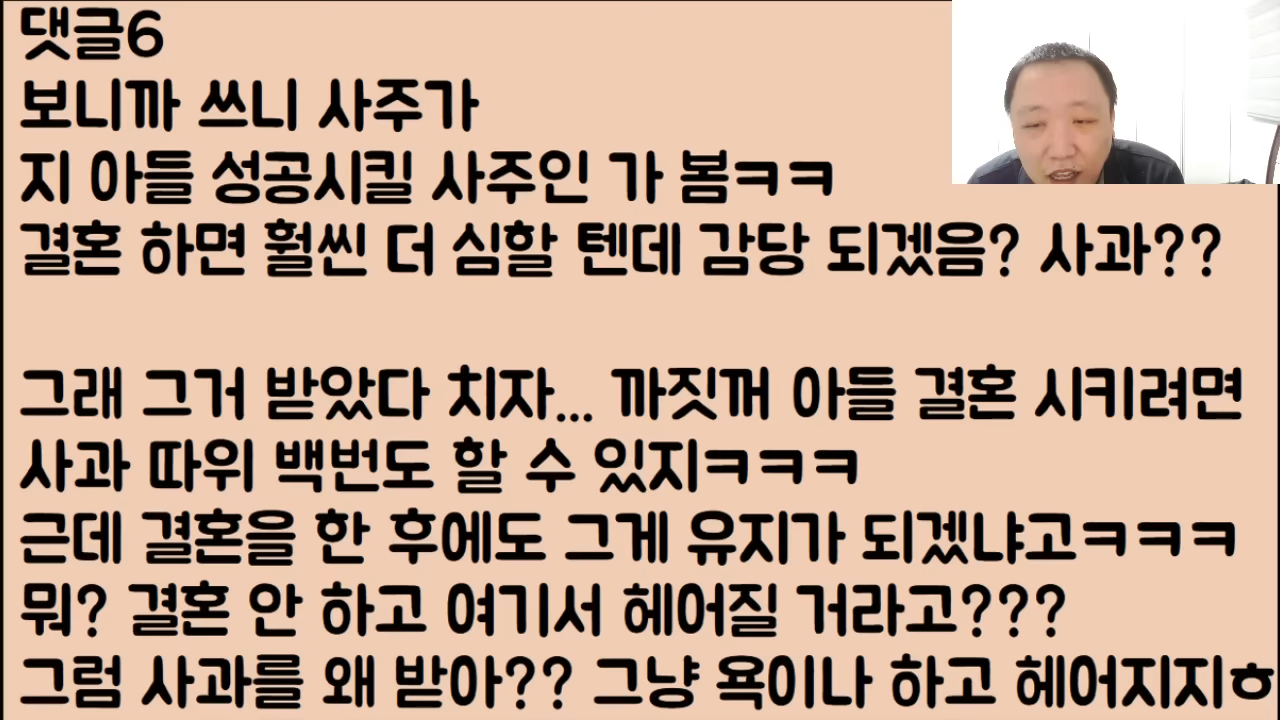 댓글6
보니까 쓰니 사주가
지 아들 성공시킬 사주인 가 봄ㅋㅋ
결혼 하면 훨씬 더 심할 텐데 감당 되겠음? 사과??
그래 그거 받았다 치자... 까짓꺼 아들 결혼 시키려면
사과 따위 백번도 할 수 있지ㅋㅋㅋ
근데 결혼을 한 후에도 그게 유지가 되겠냐고ㅋㅋㅋ
뭐? 결혼 안 하고 여기서 헤어질 거라고???
그럼 사과를 왜 받아?? 그냥 욕이나 하고 헤어지지ㅎ